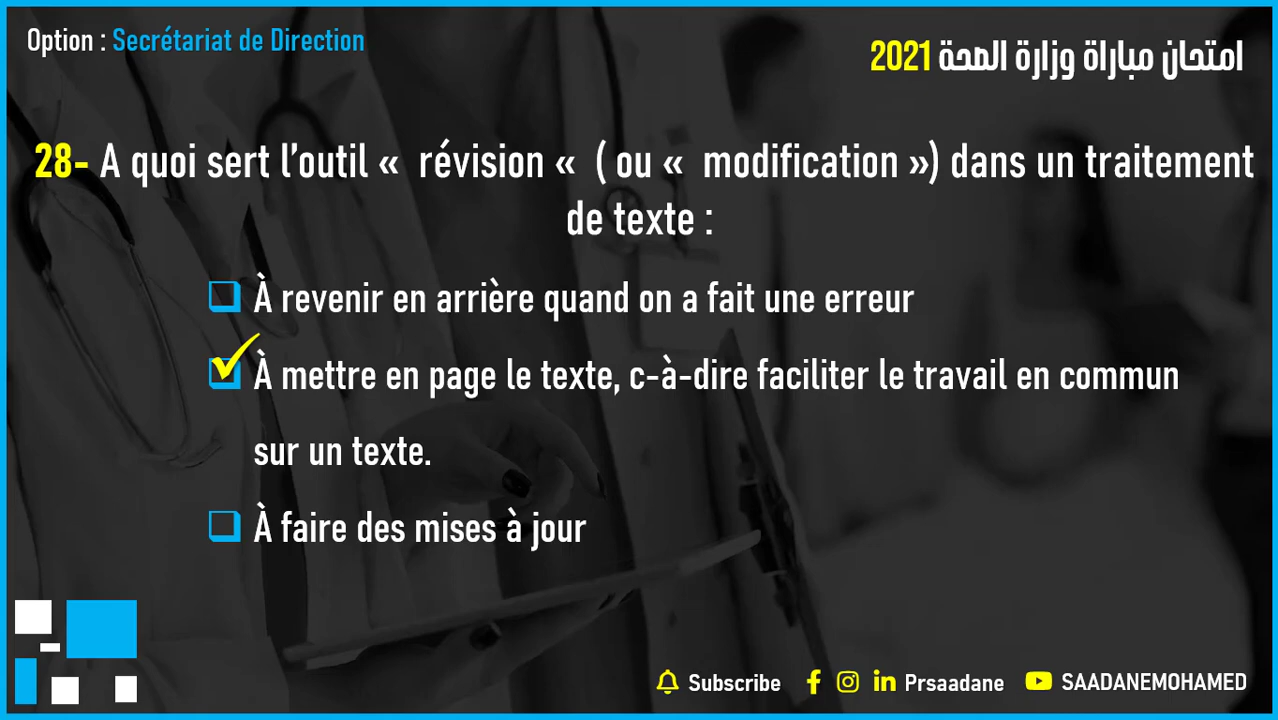 Option : Secrétariat de Direction
امتحان مباراة وزارة الصحة 2021
28- A quoi sert l’outil «  révision «  ( ou «  modification ») dans un traitement
de texte :
À revenir en arrière quand on a fait une erreur
À mettre en page le texte, c-à-dire faciliter le travail en commun
sur un texte.
À faire des mises à jour
Subscribe Prsaadane SAADANEMOHAMED